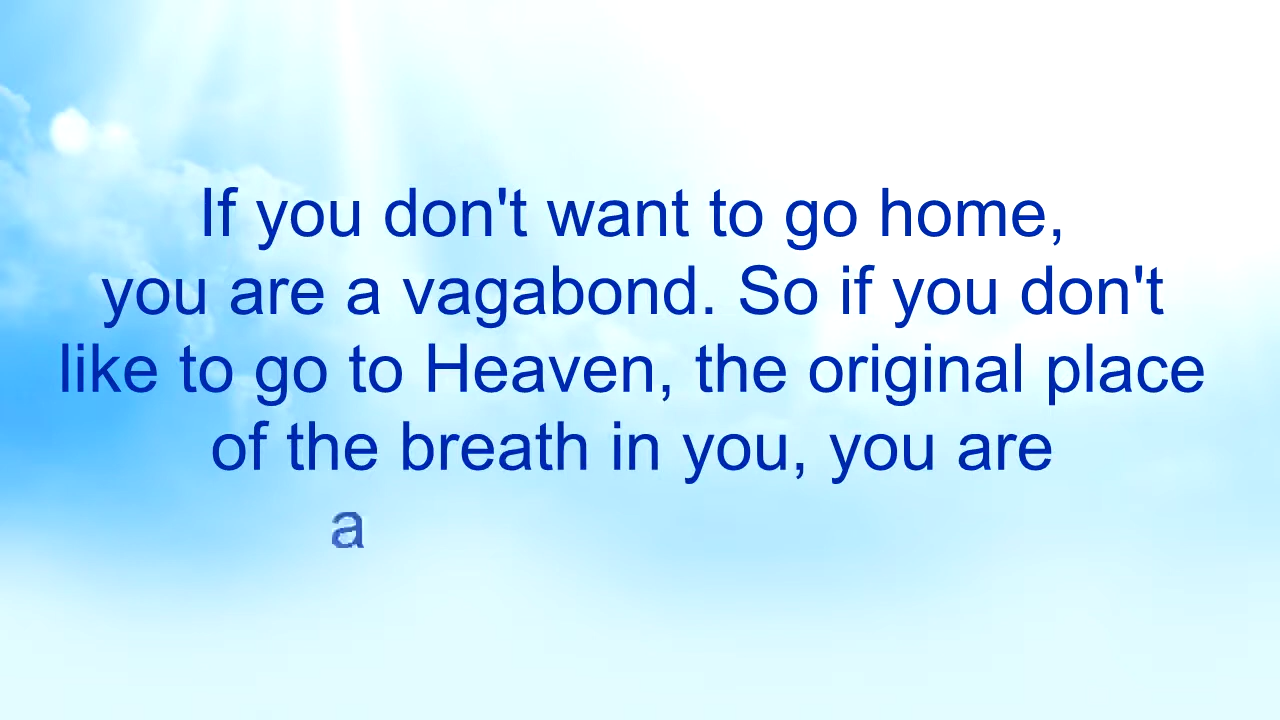 If you don't want to go home,
you are a vagabond. So if you don't
like to go to Heaven, the original place
of the breath in you, you are
a